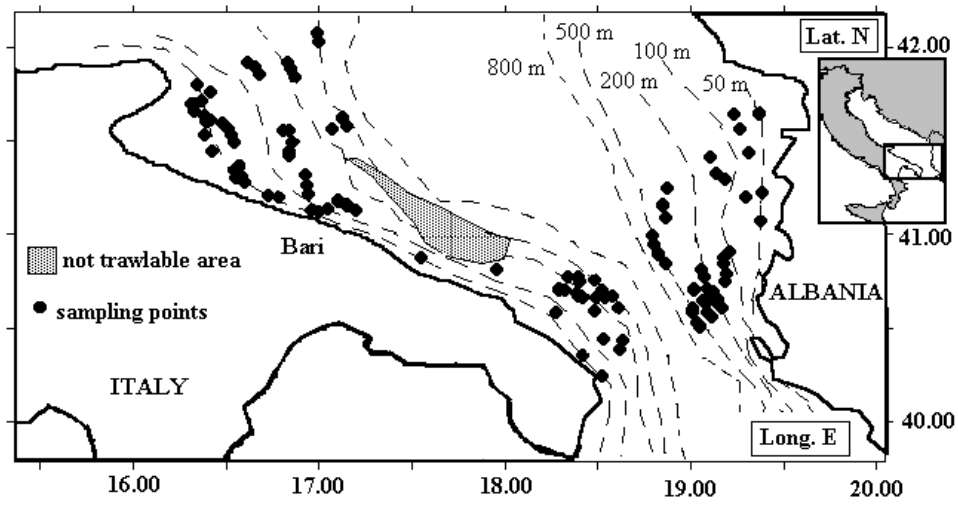 Lat. N
42.00
500 m
100 m
800 m
200 m
50 m
41.00
Bari
not trawlable area
sampling points
ALBANIA
ITALY
Long. E
40.00
16.00
17.00
18.00
19.00
20.00